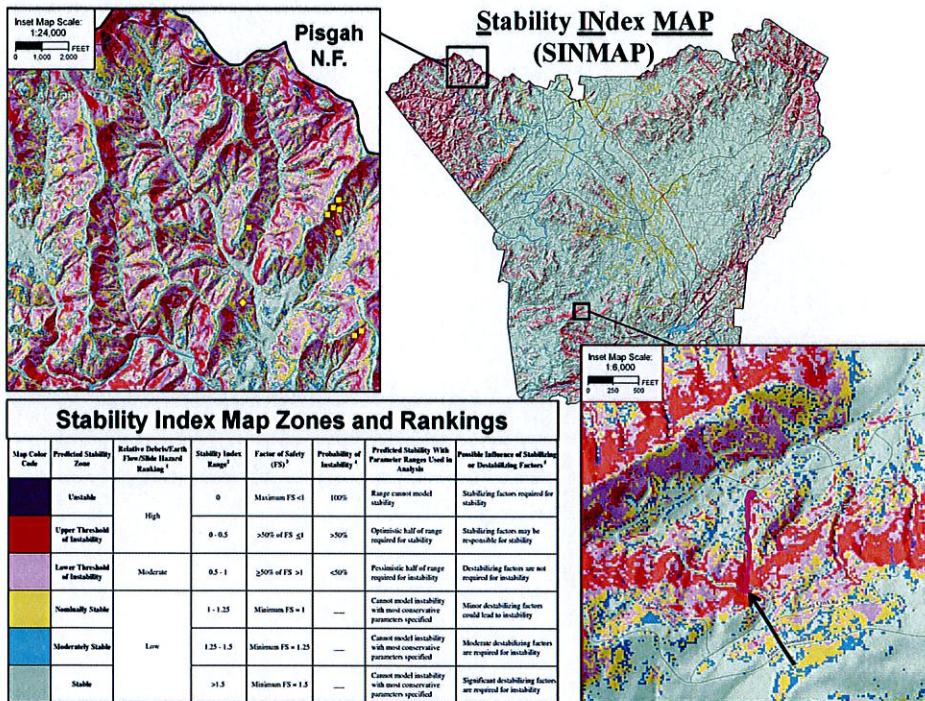 Inset Map Scale:
1:24,000
FEET
0 1,000 2,000
Pisgah
N.F.
Stability INdex MAP
(SINMAP)
Inset Map Scale:
1:6,000
FEET
0 250 500
Stability Index Map Zones and Rankings
Map Color
Code
Predicted Stability
Zone
Relative Debris/Earth
Flow/Slide Hazard
Ranking 1
Stability Index
Range2
Factor of Safety
(FS) 3
Probability of
Instability 4
Predicted Stability With
Parameter Ranges Used in
Analysis
Possible Influence of Stabilizing
or Destabilizing Factors
Unstable
High
0
Maximum FS <1
100%
Range cannot model
stability
Stabilizing factors required for
stability
Upper Threshold
of Instability
0 - 0.5
>50% of FS ≤1
>50%
Optimistic half of range
required for stability
Stabilizing factors may be
responsible for stability
Lower Threshold
of Instability
Moderate
0.5 - 1
≥50% of FS >1
<50%
Pessimistic half of range
required for instability
Destabilizing factors are not
required for instability
Nominally Stable
Low
1 - 1.25
Minimum FS = 1
Cannot model instability
with most conservative
parameters specified
Minor destabilizing factors
could lead to instability
Moderately Stable
1.25 - 1.5
Minimum FS = 1.25
Cannot model instability
with most conservative
parameters specified
Moderate destabilizing factors
are required for instability
Stable
>1.5
Minimum FS = 1.5
Cannot model instability
with most conservative
parameters specified
Significant destabilizing factors
are required for instability